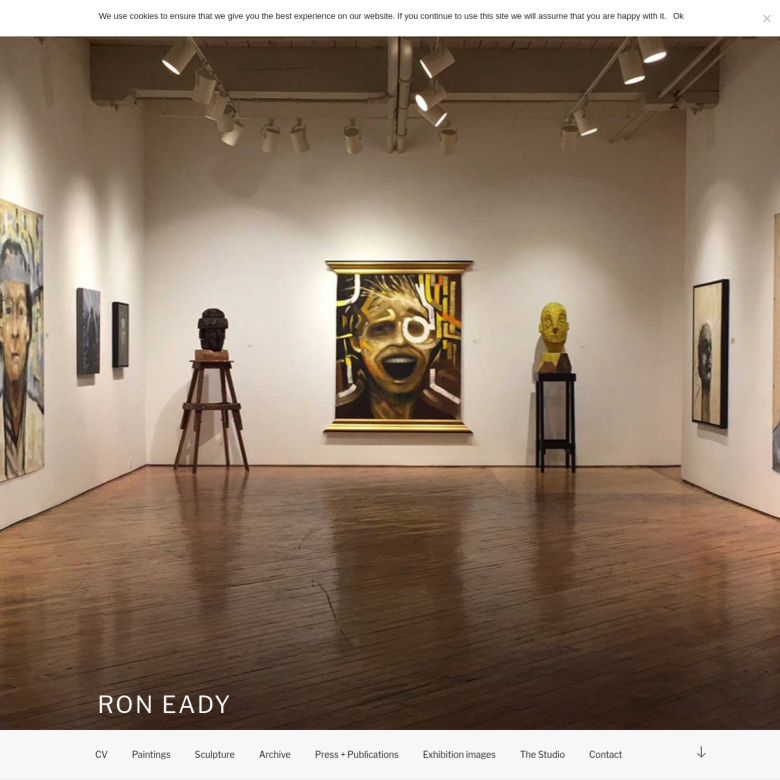 We use cookies to ensure that we give you the best experience on our website. If you continue to use this site we will assume that you are happy with it. Ok
RON EADY
CV Paintings Sculpture Archive Press + Publications Exhibition images The Studio Contact